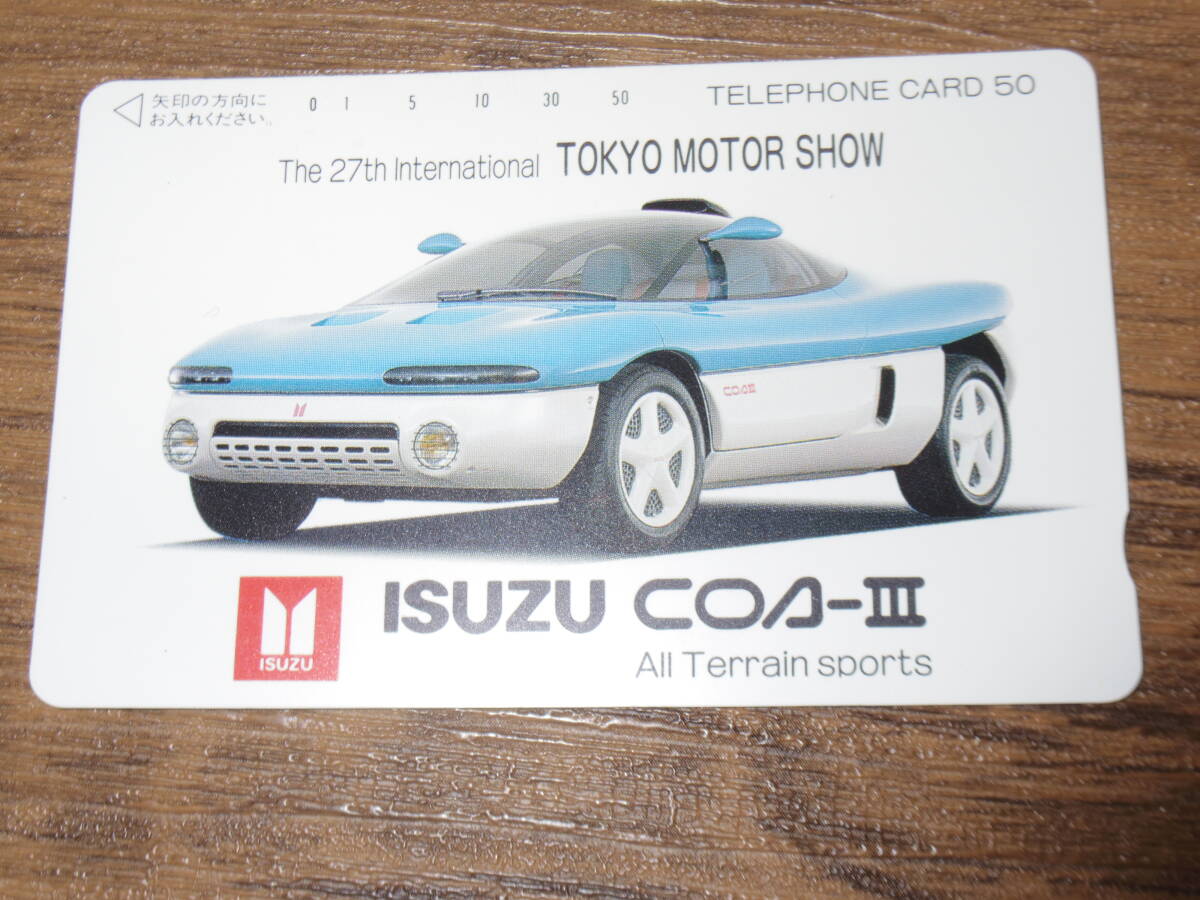 矢印の方向に
お入れください。
0 1 5 10 30 50
TELEPHONE CARD 50
The 27th International TOKYO MOTOR SHOW
COA-III
ISUZU
ISUZU COA-III
All Terrain sports